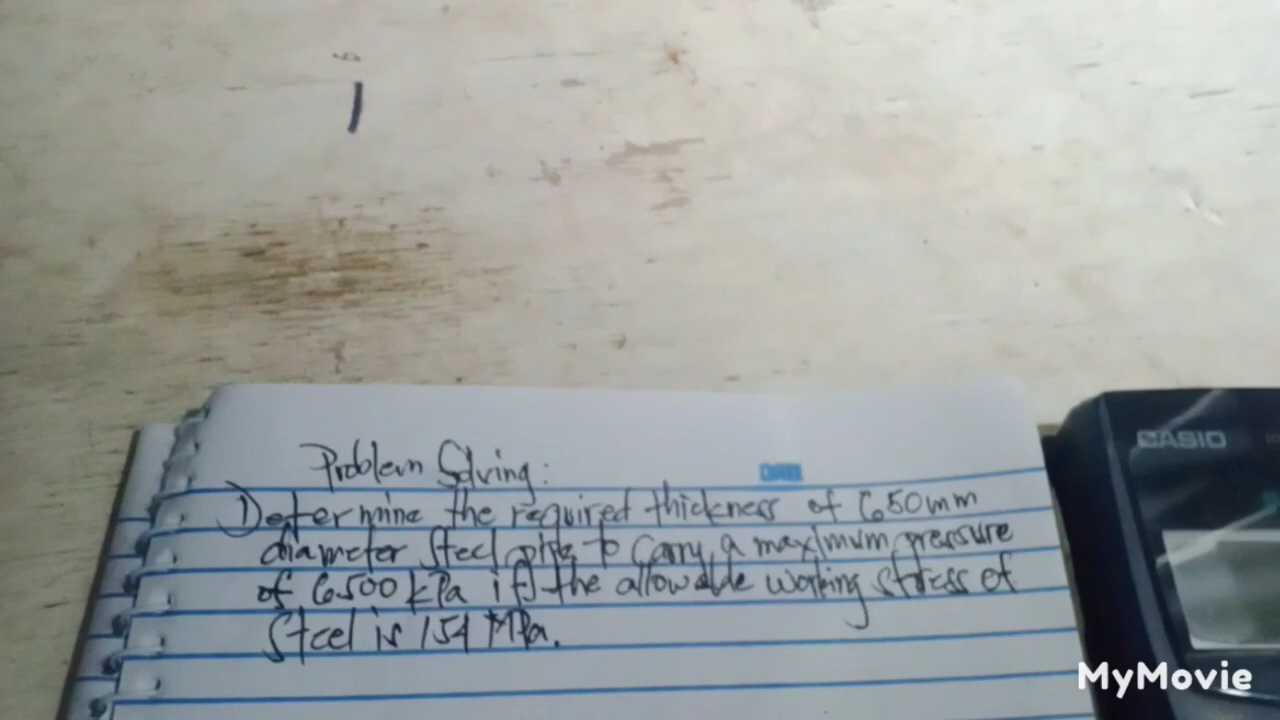 Problem Solving:
1) Determine the required thickness of 650mm
diameter steel pipe to carry a maximum pressure
of 6500 kPa if the allowable working stress of
steel is 154 MPa.
CASIO
MyMovie